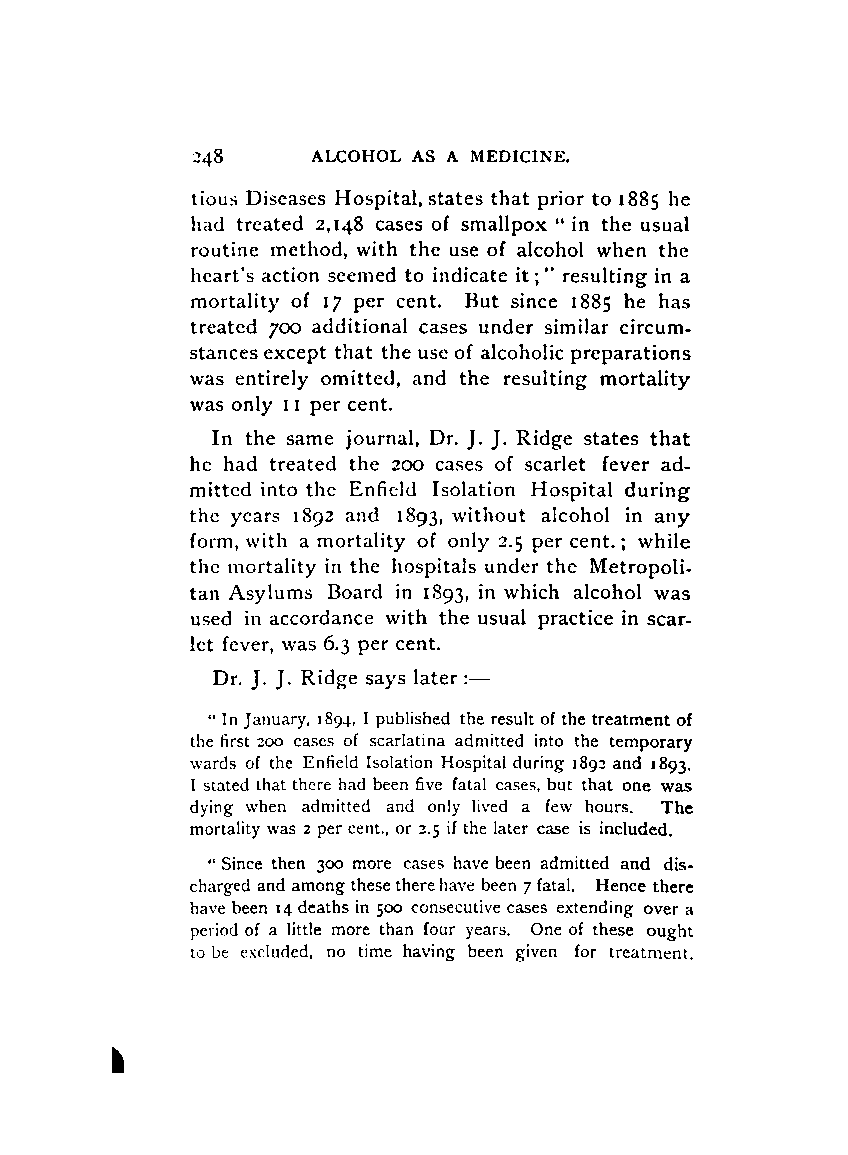 248 ALCOHOL AS A MEDICINE.
tious Diseases Hospital, states that prior to 1885 he
had treated 2,148 cases of smallpox “ in the usual
routine method, with the use of alcohol when the
heart's action seemed to indicate it ; ” resulting in a
mortality of 17 per cent. But since 1885 he has
treated 700 additional cases under similar circum-
stances except that the use of alcoholic preparations
was entirely omitted, and the resulting mortality
was only 11 per cent.
In the same journal, Dr. J. J. Ridge states that
he had treated the 200 cases of scarlet fever ad-
mitted into the Enfield Isolation Hospital during
the years 1892 and 1893, without alcohol in any
form, with a mortality of only 2.5 per cent. ; while
the mortality in the hospitals under the Metropoli-
tan Asylums Board in 1893, in which alcohol was
used in accordance with the usual practice in scar-
let fever, was 6.3 per cent.
Dr. J. J. Ridge says later :—
“ In January, 1894, I published the result of the treatment of
the first 200 cases of scarlatina admitted into the temporary
wards of the Enfield Isolation Hospital during 1892 and 1893.
I stated that there had been five fatal cases, but that one was
dying when admitted and only lived a few hours. The
mortality was 2 per cent., or 2.5 if the later case is included.
“ Since then 300 more cases have been admitted and dis-
charged and among these there have been 7 fatal. Hence there
have been 14 deaths in 500 consecutive cases extending over a
period of a little more than four years. One of these ought
to be excluded, no time having been given for treatment.